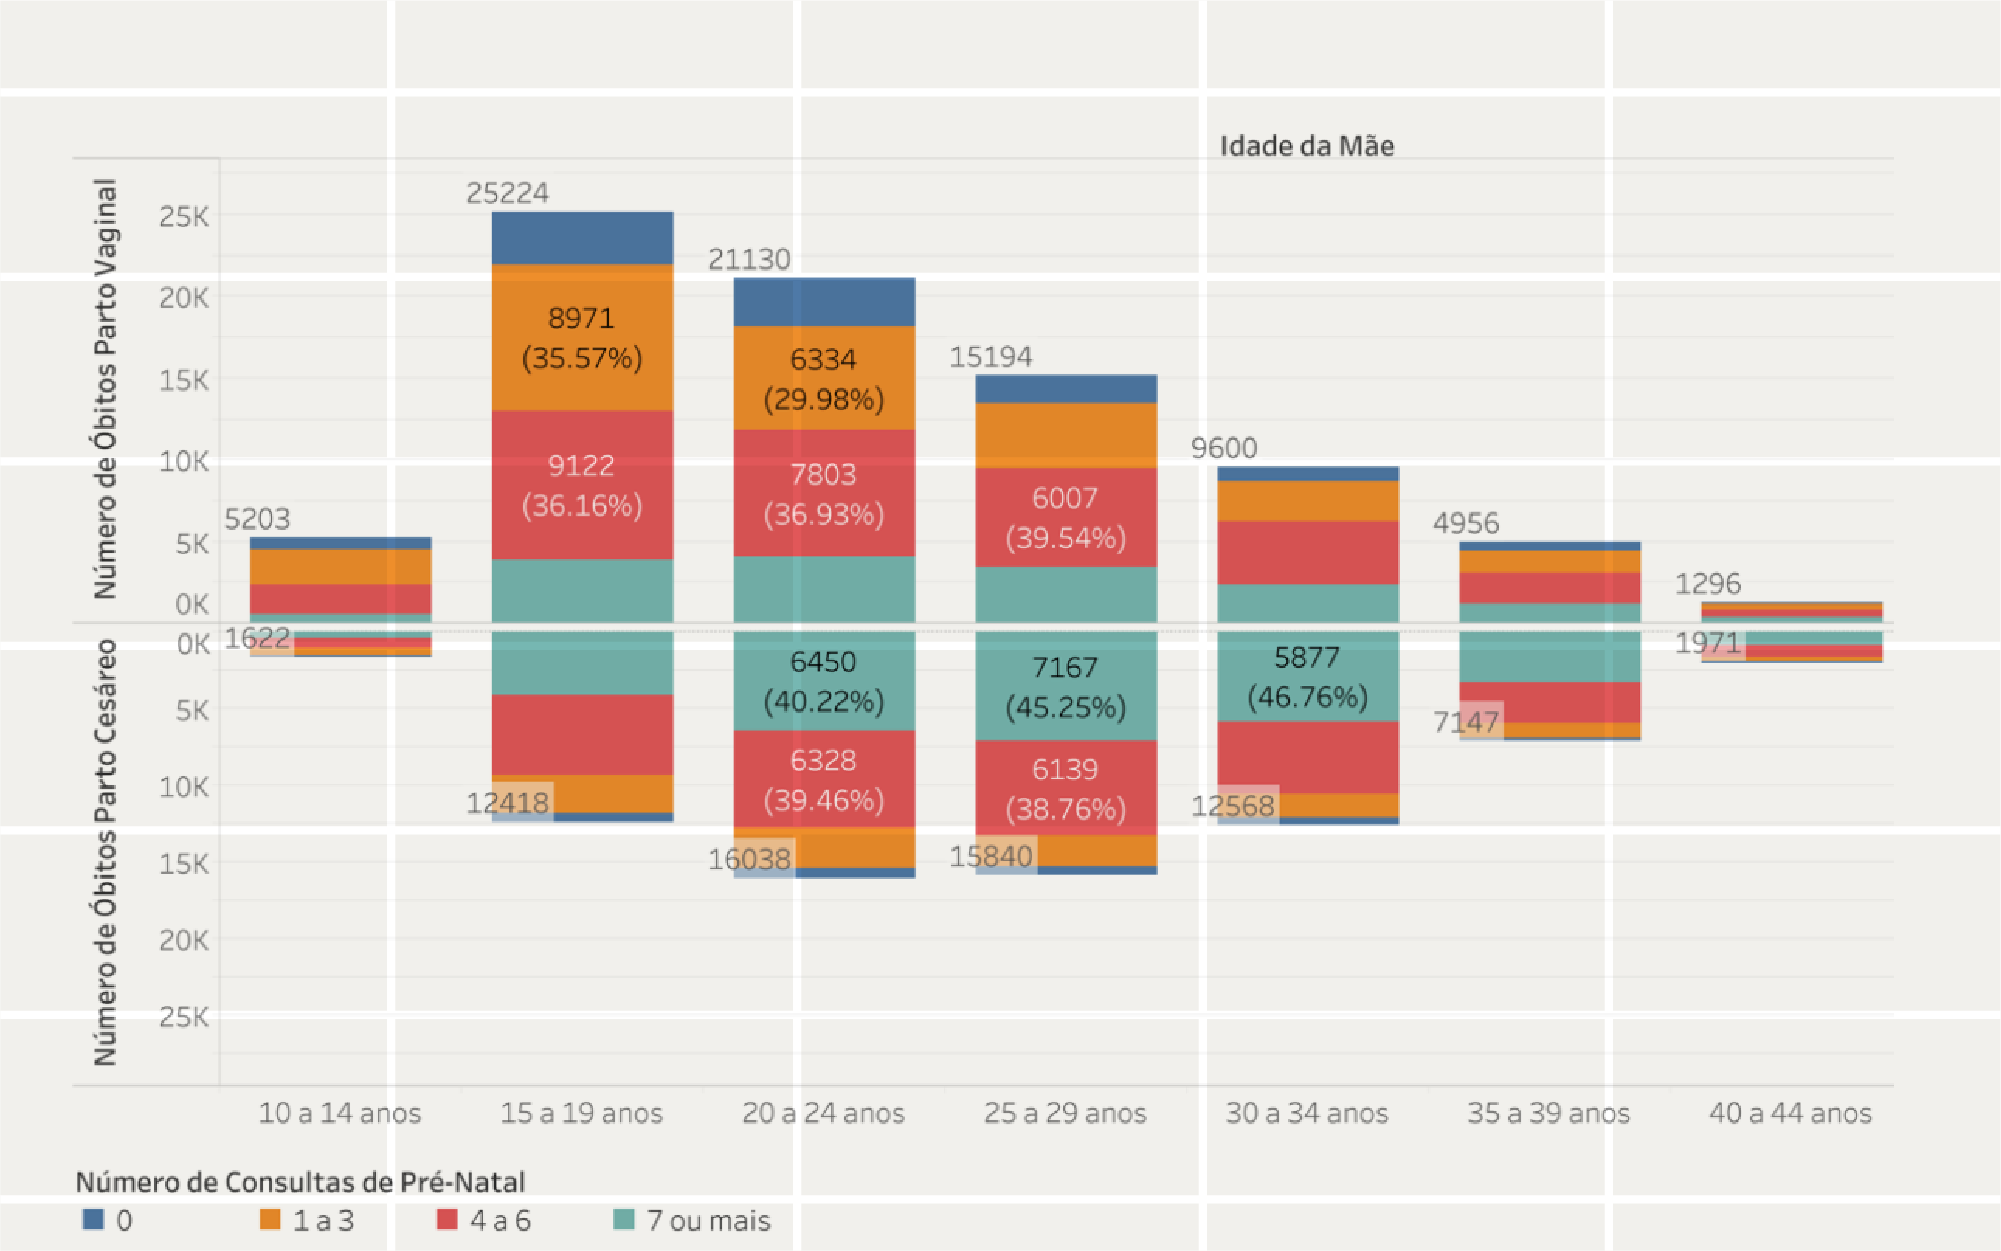 Idade da Mãe
Número de Óbitos Parto Vaginal
25K
20K
15K
10K
5K
0K
5203
25224
8971
(35.57%)
9122
(36.16%)
21130
6334
(29.98%)
7803
(36.93%)
15194
6007
(39.54%)
9600
4956
1296
Número de Óbitos Parto Cesáreo
0K
5K
10K
15K
20K
25K
1622
12418
6450
(40.22%)
6328
(39.46%)
16038
7167
(45.25%)
6139
(38.76%)
15840
5877
(46.76%)
12568
7147
1971
10 a 14 anos
15 a 19 anos
20 a 24 anos
25 a 29 anos
30 a 34 anos
35 a 39 anos
40 a 44 anos
Número de Consultas de Pré-Natal
0
1 a 3
4 a 6
7 ou mais